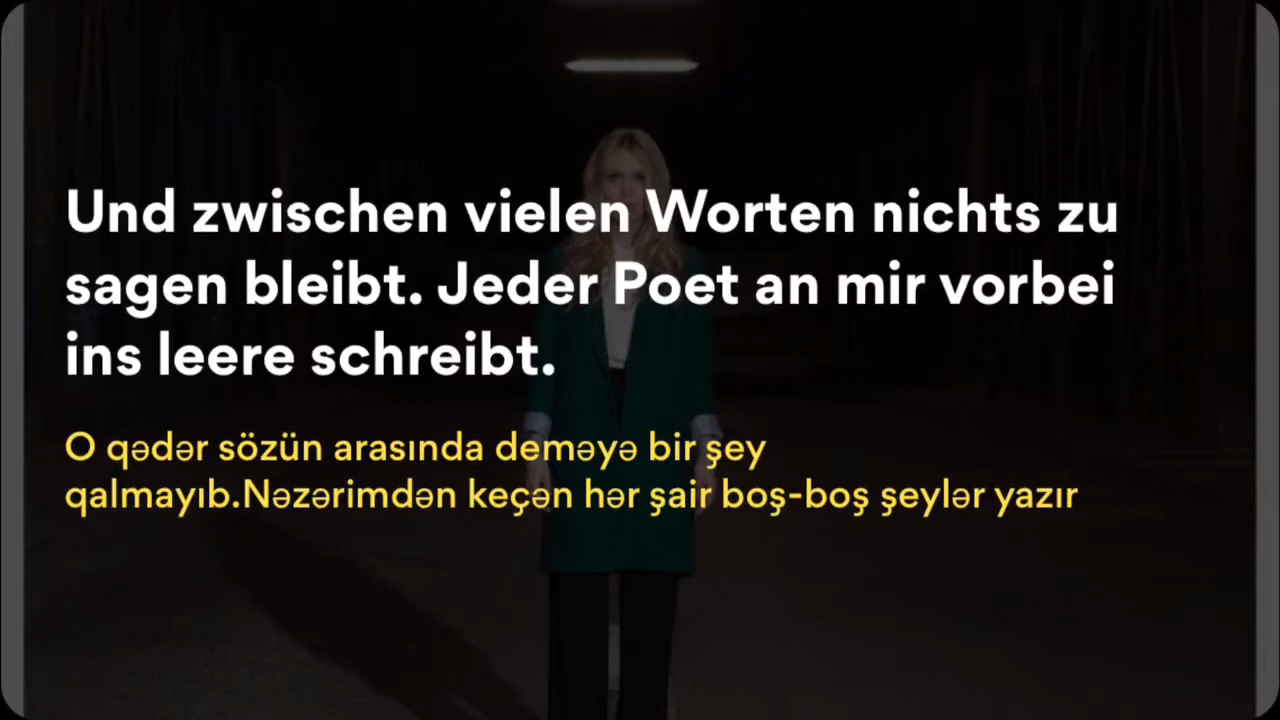 Und zwischen vielen Worten nichts zu
sagen bleibt. Jeder Poet an mir vorbei
ins leere schreibt.
O qədər sözün arasında deməyə bir şey
qalmayıb.Nəzərimdən keçən hər şair boş-boş şeylər yazır